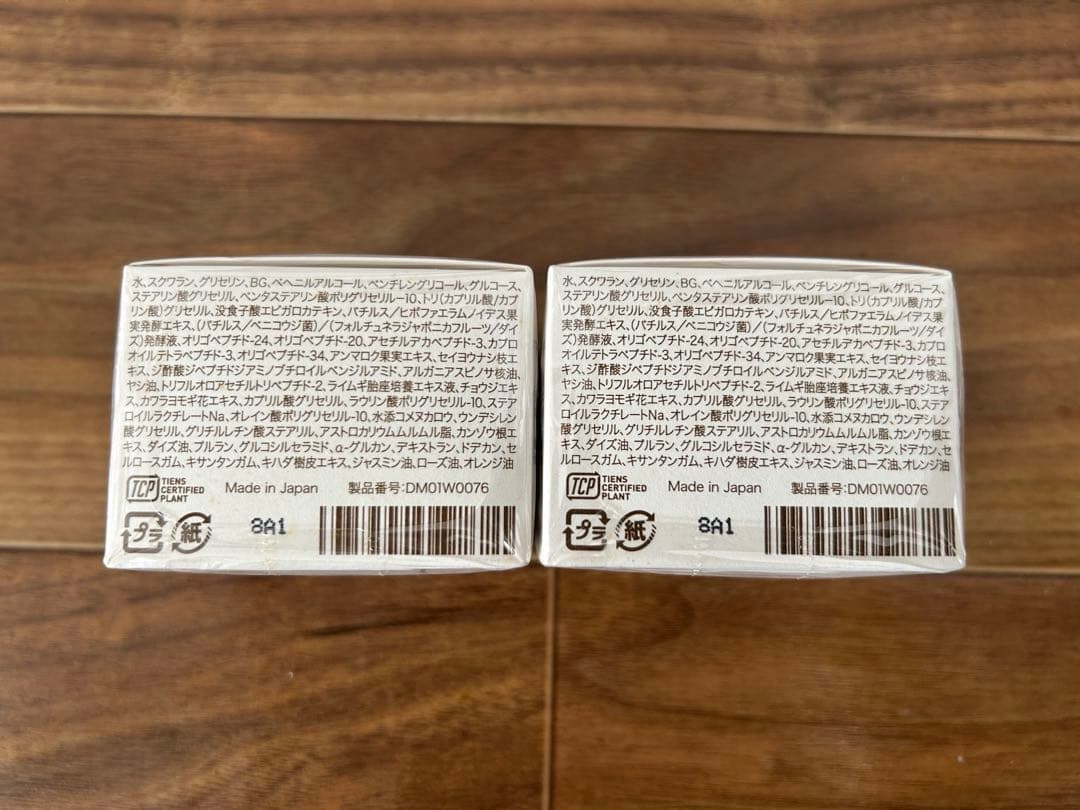 水、スクワラン、グリセリン、BG、ベヘニルアルコール、ペンチレングリコール、グルコース、
ステアリン酸グリセリル、ペンタステアリン酸ポリグリセリル-10、トリ(カプリル酸/カプ
リン酸)グリセリル、没食子酸エピガロカテキン、バチルス/ヒポファエラムノイデス果
実発酵エキス、(バチルス/ベニコウジ菌)/(フォルチュネラジャポニカフルーツ/ダイ
ズ)発酵液、オリゴペプチド-24、オリゴペプチド-20、アセチルデカペプチド-3、カプロ
オイルテトラペプチド-3、オリゴペプチド-34、アンマロク果実エキス、セイヨウナシ枝エ
キス、ジ酢酸ジペプチドジアミノブチロイルベンジルアミド、アルガニアスピノサ核油、
ヤシ油、トリフルオロアセチルトリペプチド-2、ライムギ胎座培養エキス液、チョウジエキ
ス、カワラヨモギ花エキス、カプリル酸グリセリル、ラウリン酸ポリグリセリル-10、ステア
ロイルラクチレートNa、オレイン酸ポリグリセリル-10、水添コメヌカロウ、ウンデシレン
酸グリセリル、グリチルレチン酸ステアリル、アストロカリウムムルムル脂、カンゾウ根エ
キス、ダイズ油、プルラン、グルコシルセラミド、α-グルカン、デキストラン、ドデカン、セ
ルロースガム、キサンタンガム、キハダ樹皮エキス、ジャスミン油、ローズ油、オレンジ油
TCP TIENS CERTIFIED PLANT Made in Japan 製品番号:DM01W0076
プラ 紙 8A1
水、スクワラン、グリセリン、BG、ベヘニルアルコール、ペンチレングリコール、グルコース、
ステアリン酸グリセリル、ペンタステアリン酸ポリグリセリル-10、トリ(カプリル酸/カプ
リン酸)グリセリル、没食子酸エピガロカテキン、バチルス/ヒポファエラムノイデス果
実発酵エキス、(バチルス/ベニコウジ菌)/(フォルチュネラジャポニカフルーツ/ダイ
ズ)発酵液、オリゴペプチド-24、オリゴペプチド-20、アセチルデカペプチド-3、カプロ
オイルテトラペプチド-3、オリゴペプチド-34、アンマロク果実エキス、セイヨウナシ枝エ
キス、ジ酢酸ジペプチドジアミノブチロイルベンジルアミド、アルガニアスピノサ核油、
ヤシ油、トリフルオロアセチルトリペプチド-2、ライムギ胎座培養エキス液、チョウジエキ
ス、カワラヨモギ花エキス、カプリル酸グリセリル、ラウリン酸ポリグリセリル-10、ステア
ロイルラクチレートNa、オレイン酸ポリグリセリル-10、水添コメヌカロウ、ウンデシレン
酸グリセリル、グリチルレチン酸ステアリル、アストロカリウムムルムル脂、カンゾウ根エ
キス、ダイズ油、プルラン、グルコシルセラミド、α-グルカン、デキストラン、ドデカン、セ
ルロースガム、キサンタンガム、キハダ樹皮エキス、ジャスミン油、ローズ油、オレンジ油
TCP TIENS CERTIFIED PLANT Made in Japan 製品番号:DM01W0076
プラ 紙 8A1